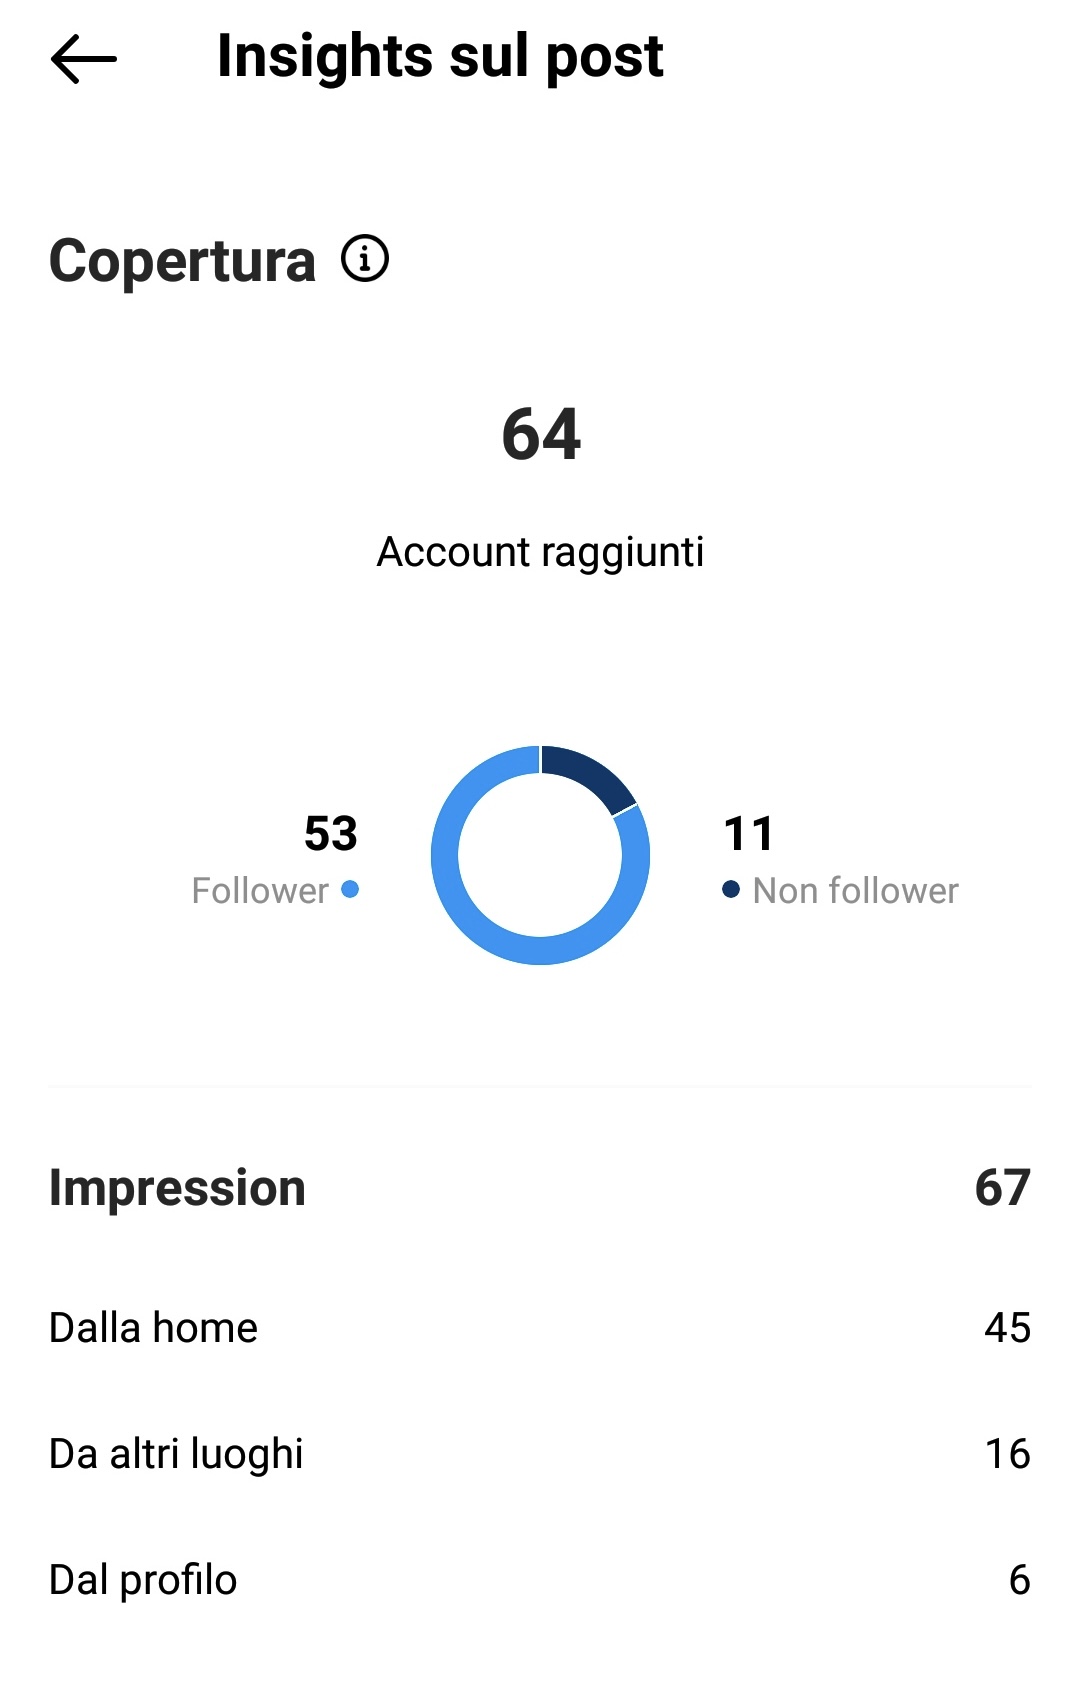 Insights sul post
Copertura
64
Account raggiunti
53
Follower
11
Non follower
Impression 67
Dalla home 45
Da altri luoghi 16
Dal profilo 6